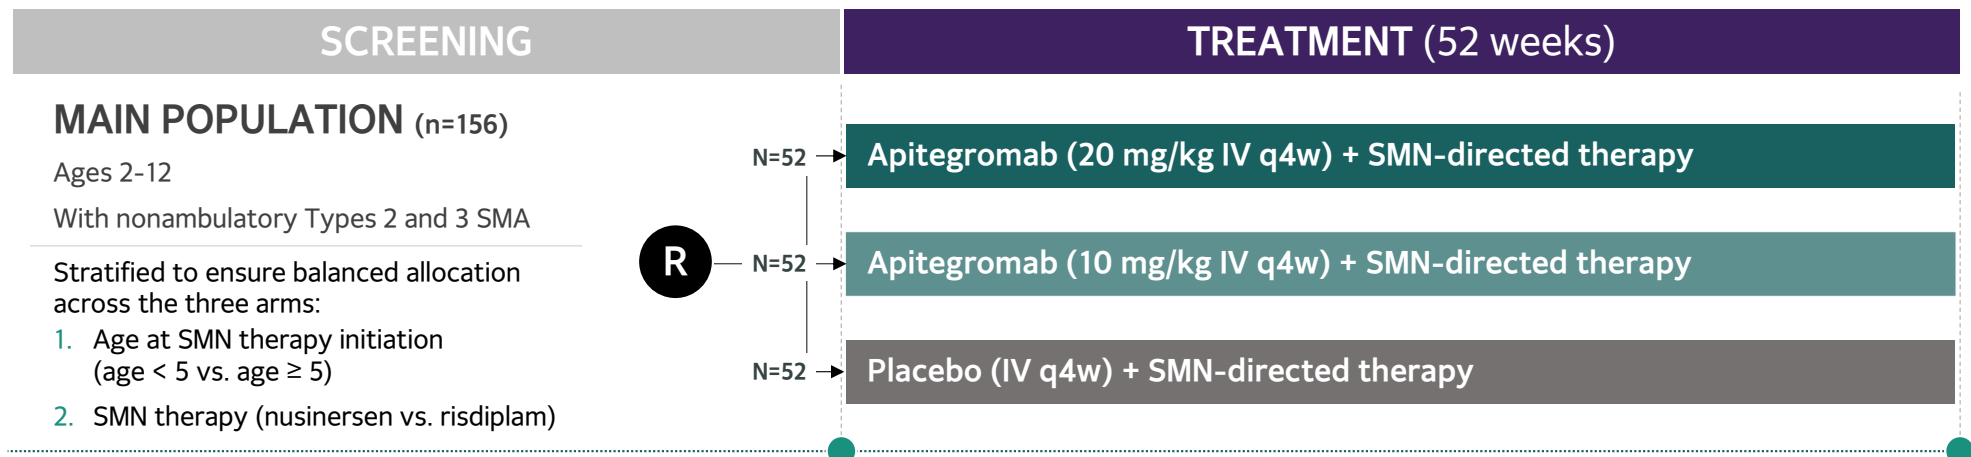 SCREENING
TREATMENT (52 weeks)
MAIN POPULATION (n=156)
Ages 2-12
With nonambulatory Types 2 and 3 SMA
Stratified to ensure balanced allocation
across the three arms:
1. Age at SMN therapy initiation
(age < 5 vs. age ≥ 5)
2. SMN therapy (nusinersen vs. risdiplam)
R
N=52
Apitegromab (20 mg/kg IV q4w) + SMN-directed therapy
N=52
Apitegromab (10 mg/kg IV q4w) + SMN-directed therapy
N=52
Placebo (IV q4w) + SMN-directed therapy